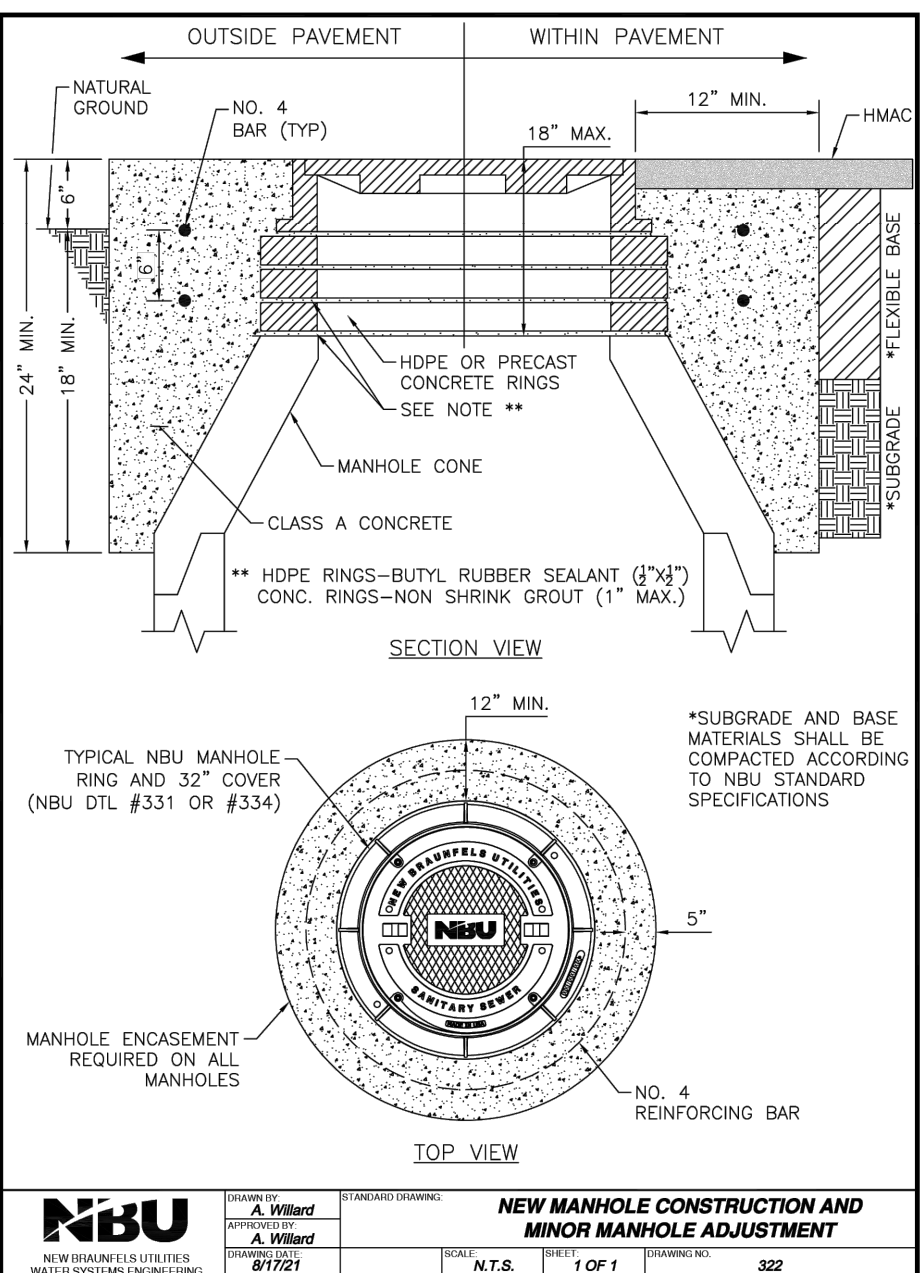 OUTSIDE PAVEMENT
WITHIN PAVEMENT
NATURAL
GROUND
NO. 4
BAR (TYP)
12" MIN.
HMAC
18" MAX.
6"
6"
24" MIN.
18" MIN.
*FLEXIBLE BASE
*SUBGRADE
HDPE OR PRECAST
CONCRETE RINGS
SEE NOTE **
MANHOLE CONE
CLASS A CONCRETE
** HDPE RINGS-BUTYL RUBBER SEALANT (½"X½")
CONC. RINGS-NON SHRINK GROUT (1" MAX.)
SECTION VIEW
12" MIN.
*SUBGRADE AND BASE
MATERIALS SHALL BE
COMPACTED ACCORDING
TO NBU STANDARD
SPECIFICATIONS
TYPICAL NBU MANHOLE
RING AND 32" COVER
(NBU DTL #331 OR #334)
NEW BRAUNFELS UTILITIES
NBU
SANITARY SEWER
MADE IN USA
5"
MANHOLE ENCASEMENT
REQUIRED ON ALL
MANHOLES
NO. 4
REINFORCING BAR
TOP VIEW
NBU
NEW BRAUNFELS UTILITIES
WATER SYSTEMS ENGINEERING
DRAWN BY:
A. Willard
APPROVED BY:
A. Willard
DRAWING DATE:
8/17/21
STANDARD DRAWING:
NEW MANHOLE CONSTRUCTION AND
MINOR MANHOLE ADJUSTMENT
SCALE:
N.T.S.
SHEET:
1 OF 1
DRAWING NO.
322